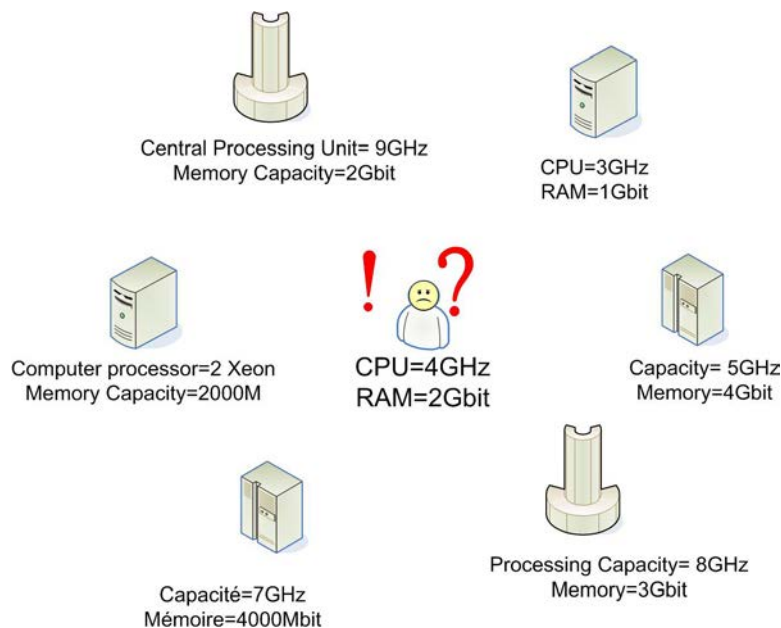 Central Processing Unit= 9GHz
Memory Capacity=2Gbit
CPU=3GHz
RAM=1Gbit
! ?
Computer processor=2 Xeon
Memory Capacity=2000M
CPU=4GHz
RAM=2Gbit
Capacity= 5GHz
Memory=4Gbit
Capacité=7GHz
Mémoire=4000Mbit
Processing Capacity= 8GHz
Memory=3Gbit